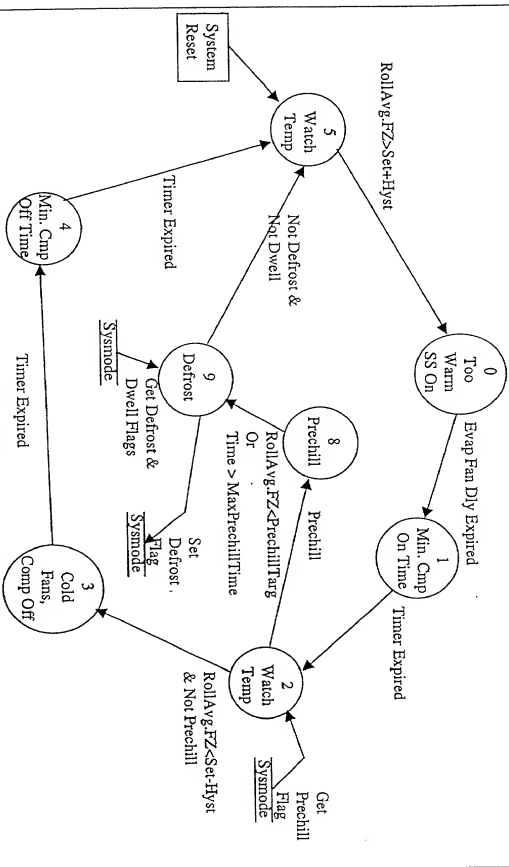 System
Reset
5
Watch
Temp
RollAvg.FZ>Set+Hyst
0
Too
Warm
SS On
Evap Fan Dly Expired
1
Min. Cmp
On Time
Timer Expired
2
Watch
Temp
Get
Prechill
Flag
Sysmode
Prechill
8
Prechill
RollAvg.FZ<PrechillTarg
Or
Time > MaxPrechillTime
9
Defrost
Not Defrost &
Not Dwell
Get Defrost &
Dwell Flags
Sysmode
Set
Defrost
Flag
Sysmode
RollAvg.FZ<Set-Hyst
& Not Prechill
3
Cold
Fans,
Comp Off
Timer Expired
4
Min. Cmp
Off Time
Timer Expired